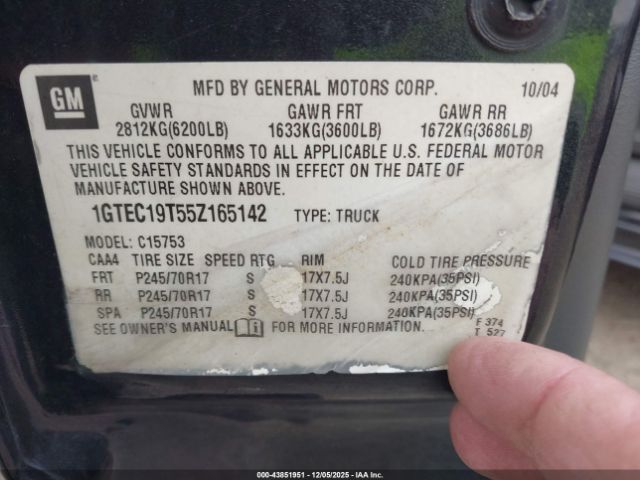 GM
MFD BY GENERAL MOTORS CORP. 10/04
GVWR GAWR FRT GAWR RR
2812KG(6200LB) 1633KG(3600LB) 1672KG(3686LB)
THIS VEHICLE CONFORMS TO ALL APPLICABLE U.S. FEDERAL MOTOR
VEHICLE SAFETY STANDARDS IN EFFECT ON THE DATE OF
MANUFACTURE SHOWN ABOVE.
1GTEC19T55Z165142 TYPE: TRUCK
MODEL: C15753
CAA4 TIRE SIZE SPEED RTG RIM COLD TIRE PRESSURE
FRT P245/70R17 S 17X7.5J 240KPA(35PSI)
RR P245/70R17 S 17X7.5J 240KPA(35PSI)
SPA P245/70R17 S 17X7.5J 240KPA(35PSI)
SEE OWNER'S MANUAL FOR MORE INFORMATION. F 374
T 527
000-43851951 - 12/05/2025 - IAAI.COM